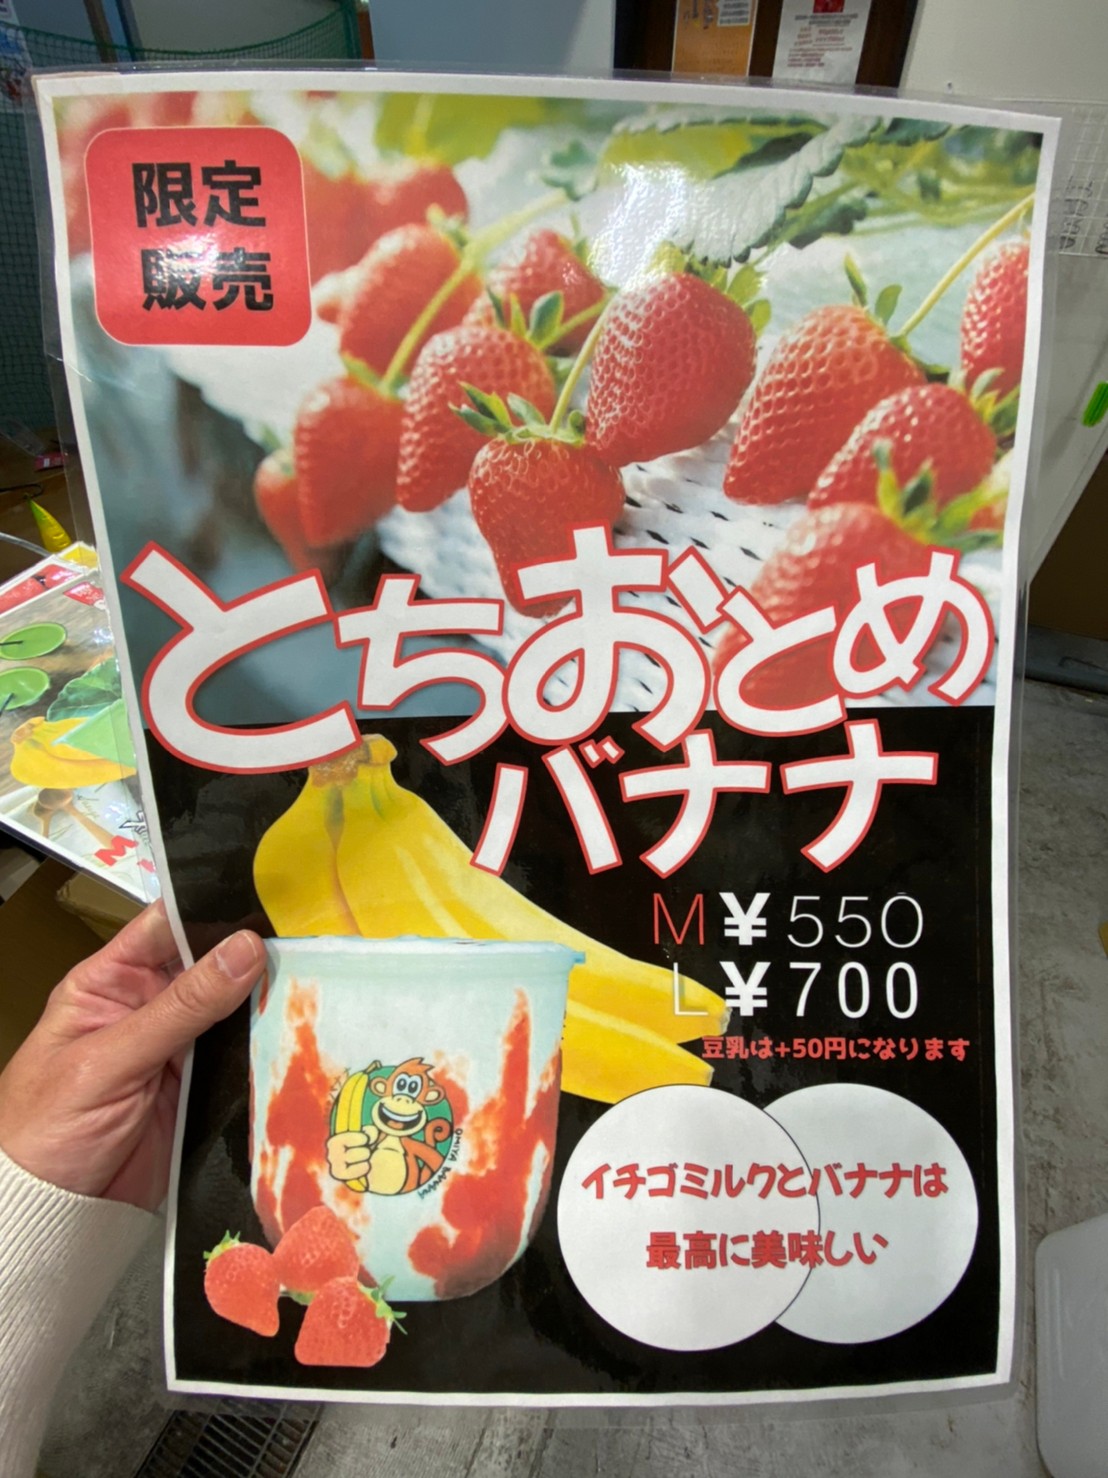 限定
販売
とちおとめ
バナナ
M ¥550
L ¥700
豆乳は+50円になります
イチゴミルクとバナナは
最高に美味しい